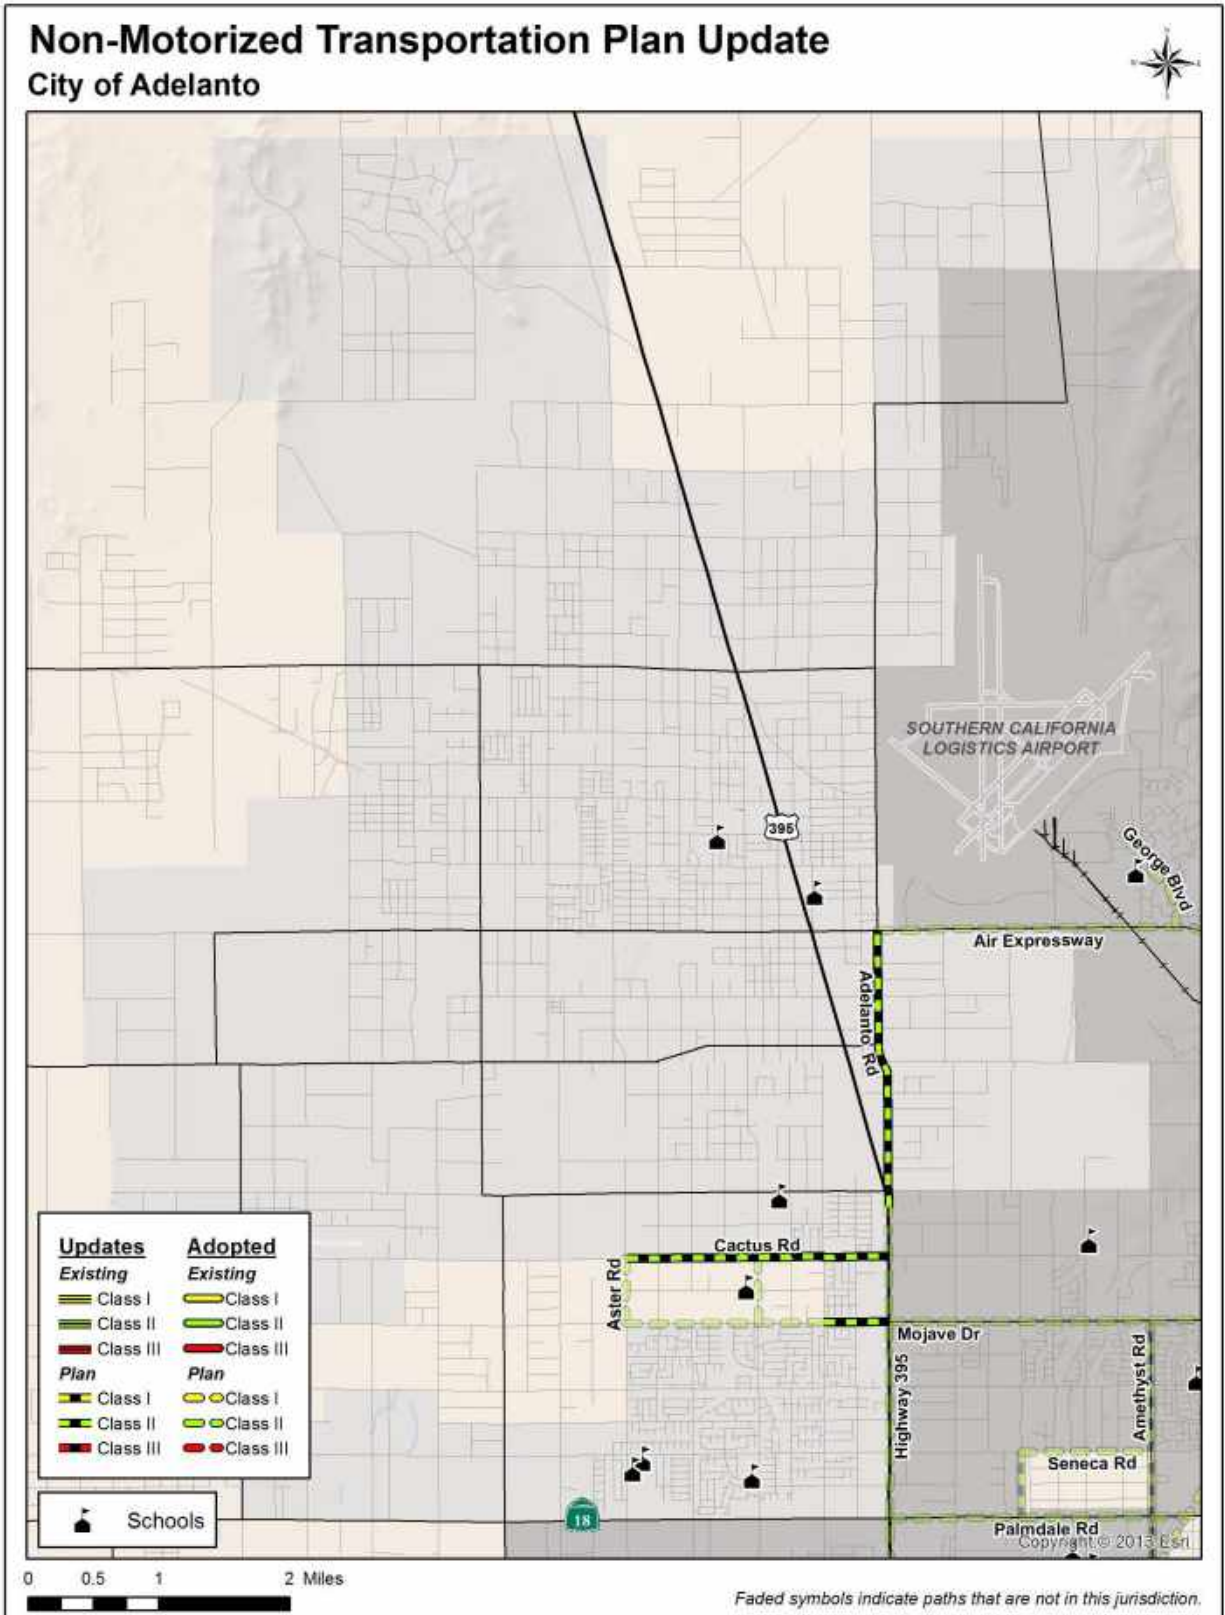 Non-Motorized Transportation Plan Update
City of Adelanto
N
SOUTHERN CALIFORNIA
LOGISTICS AIRPORT
395
George Blvd
Air Expressway
Adelanto Rd
Cactus Rd
Aster Rd
Mojave Dr
Highway 395
Amethyst Rd
Seneca Rd
18
Palmdale Rd
Copyright:© 2013 Esri
Updates Adopted
Existing Existing
Class I Class I
Class II Class II
Class III Class III
Plan Plan
Class I Class I
Class II Class II
Class III Class III
Schools
0 0.5 1 2 Miles
Faded symbols indicate paths that are not in this jurisdiction.